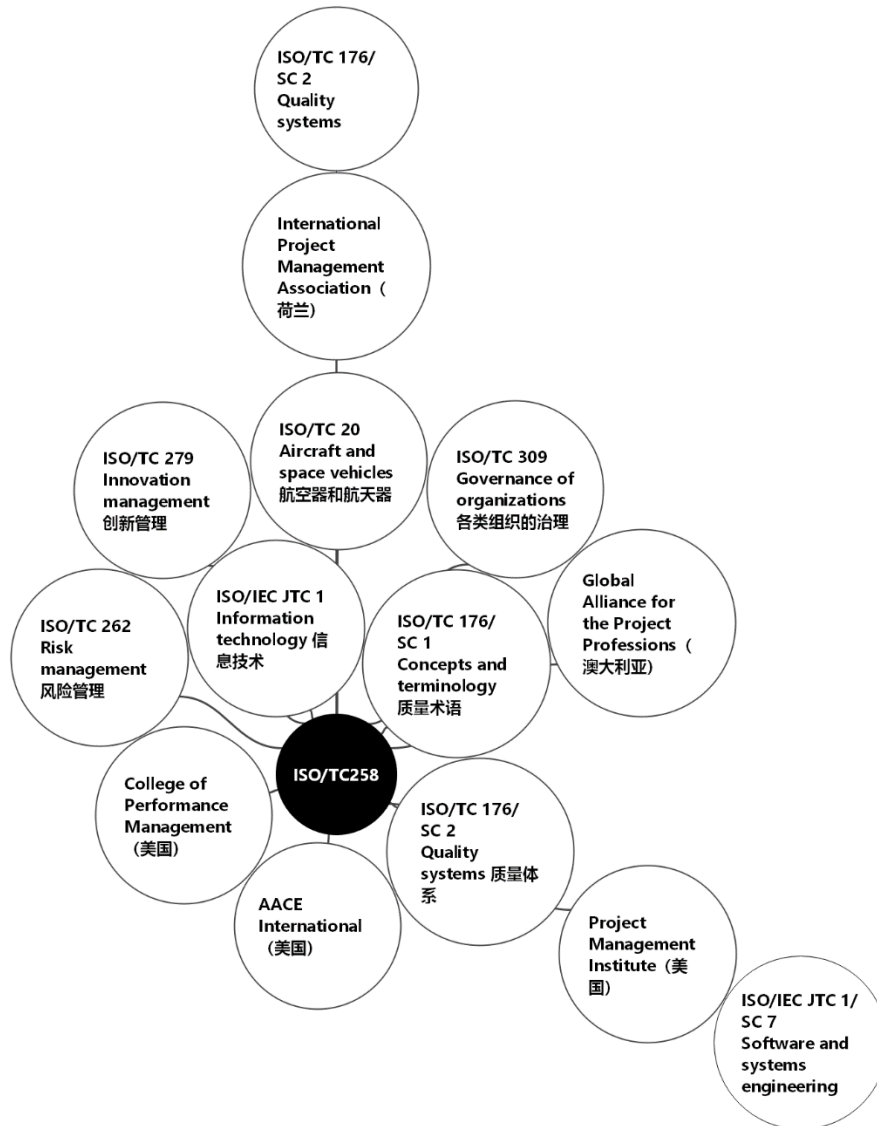 ISO/TC 176/
SC 2
Quality
systems
International
Project
Management
Association（
荷兰）
ISO/TC 279
Innovation
management
创新管理
ISO/TC 20
Aircraft and
space vehicles
航空器和航天器
ISO/TC 309
Governance of
organizations
各类组织的治理
ISO/TC 262
Risk
management
风险管理
ISO/IEC JTC 1
Information
technology 信
息技术
ISO/TC 176/
SC 1
Concepts and
terminology
质量术语
Global
Alliance for
the Project
Professions（
澳大利亚）
ISO/TC258
College of
Performance
Management
（美国）
AACE
International
（美国）
ISO/TC 176/
SC 2
Quality
systems 质量体
系
Project
Management
Institute（美
国）
ISO/IEC JTC 1/
SC 7
Software and
systems
engineering